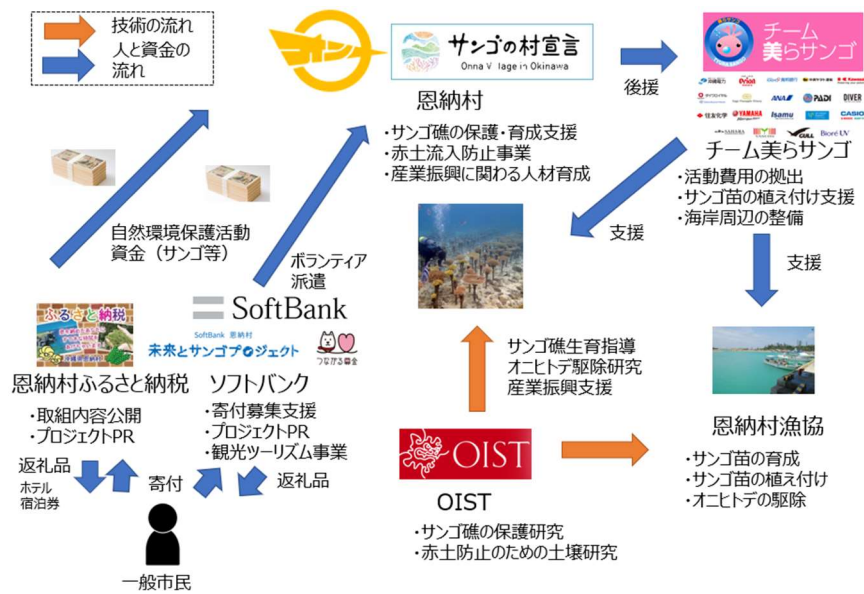 技術の流れ
人と資金の
流れ
サンゴの村宣言
Onna Village in Okinawa
後援
チーム
美らサンゴ
恩納村
・サンゴ礁の保護・育成支援
・赤土流入防止事業
・産業振興に関わる人材育成
ANA
PADI
DIVER
住友化学
YAMAHA
Isamu
CASIO
GULL
Bioré UV
チーム美らサンゴ
・活動費用の拠出
・サンゴ苗の植え付け支援
・海岸周辺の整備
支援
支援
自然環境保護活動
資金（サンゴ等）
ボランティア
派遣
SoftBank
SoftBank 恩納村
未来とサンゴプロジェクト
つながる募金
ふるさと納税
恩納村ふるさと納税
・取組内容公開
・プロジェクトPR
ソフトバンク
・寄付募集支援
・プロジェクトPR
・観光ツーリズム事業
返礼品
ホテル
宿泊券
寄付
返礼品
一般市民
サンゴ礁生育指導
オニヒトデ駆除研究
産業振興支援
OIST
OIST
・サンゴ礁の保護研究
・赤土防止のための土壌研究
恩納村漁協
・サンゴ苗の育成
・サンゴ苗の植え付け
・オニヒトデの駆除